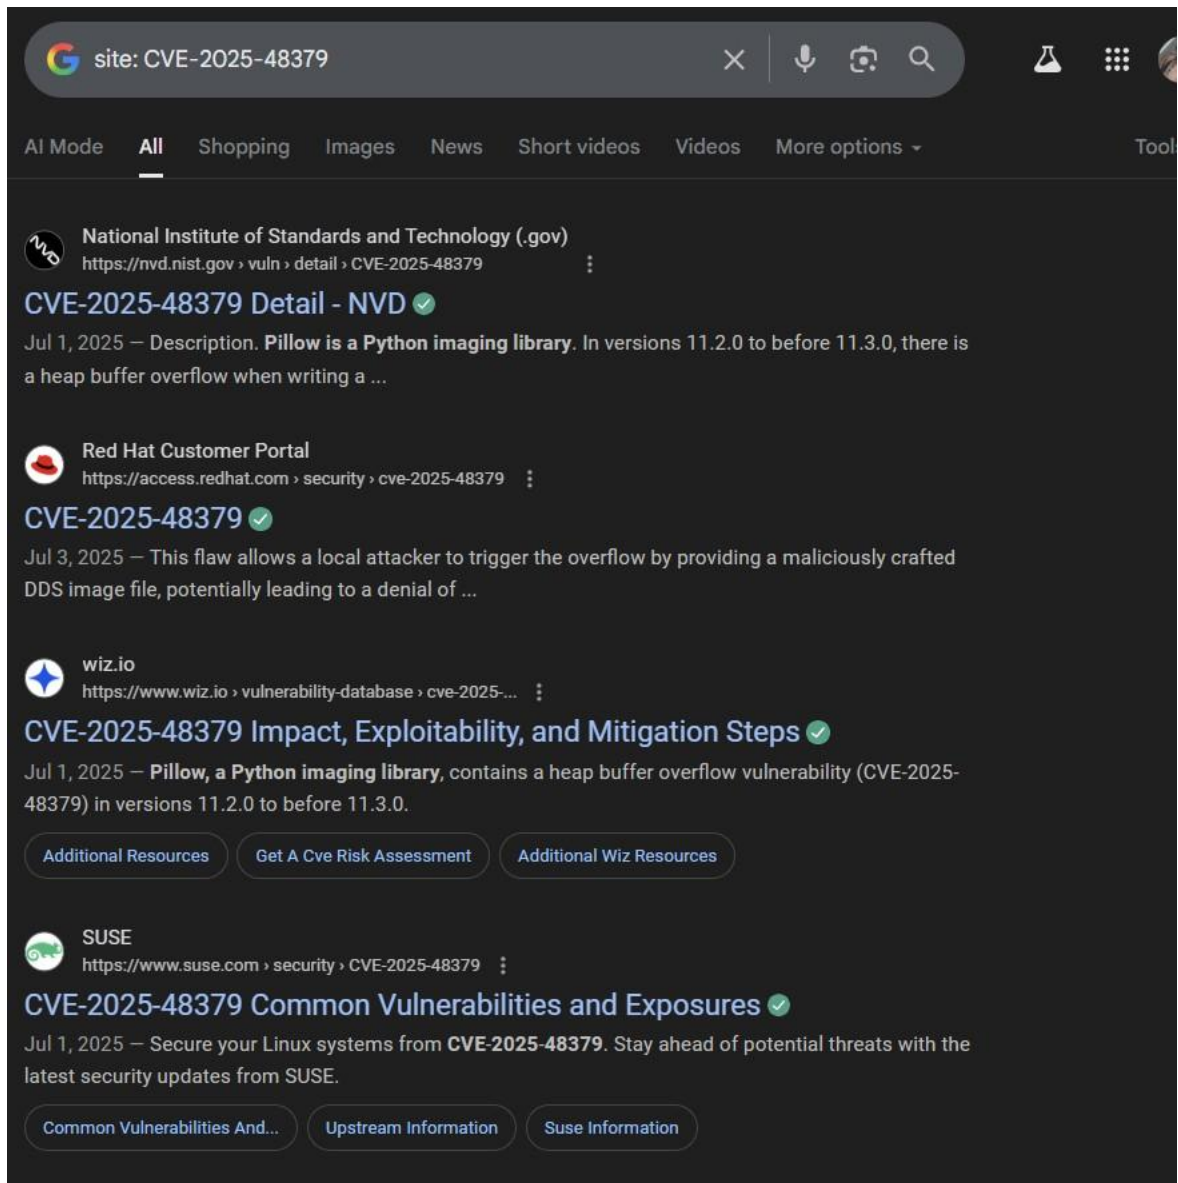 site: CVE-2025-48379
AI Mode All Shopping Images News Short videos Videos More options
National Institute of Standards and Technology (.gov)
https://nvd.nist.gov › vuln › detail › CVE-2025-48379
CVE-2025-48379 Detail - NVD
Jul 1, 2025 — Description. Pillow is a Python imaging library. In versions 11.2.0 to before 11.3.0, there is
a heap buffer overflow when writing a ...
Red Hat Customer Portal
https://access.redhat.com › security › cve-2025-48379
CVE-2025-48379
Jul 3, 2025 — This flaw allows a local attacker to trigger the overflow by providing a maliciously crafted
DDS image file, potentially leading to a denial of ...
wiz.io
https://www.wiz.io › vulnerability-database › cve-2025-...
CVE-2025-48379 Impact, Exploitability, and Mitigation Steps
Jul 1, 2025 — Pillow, a Python imaging library, contains a heap buffer overflow vulnerability (CVE-2025-
48379) in versions 11.2.0 to before 11.3.0.
Additional Resources Get A Cve Risk Assessment Additional Wiz Resources
SUSE
https://www.suse.com › security › CVE-2025-48379
CVE-2025-48379 Common Vulnerabilities and Exposures
Jul 1, 2025 — Secure your Linux systems from CVE-2025-48379. Stay ahead of potential threats with the
latest security updates from SUSE.
Common Vulnerabilities And... Upstream Information Suse Information